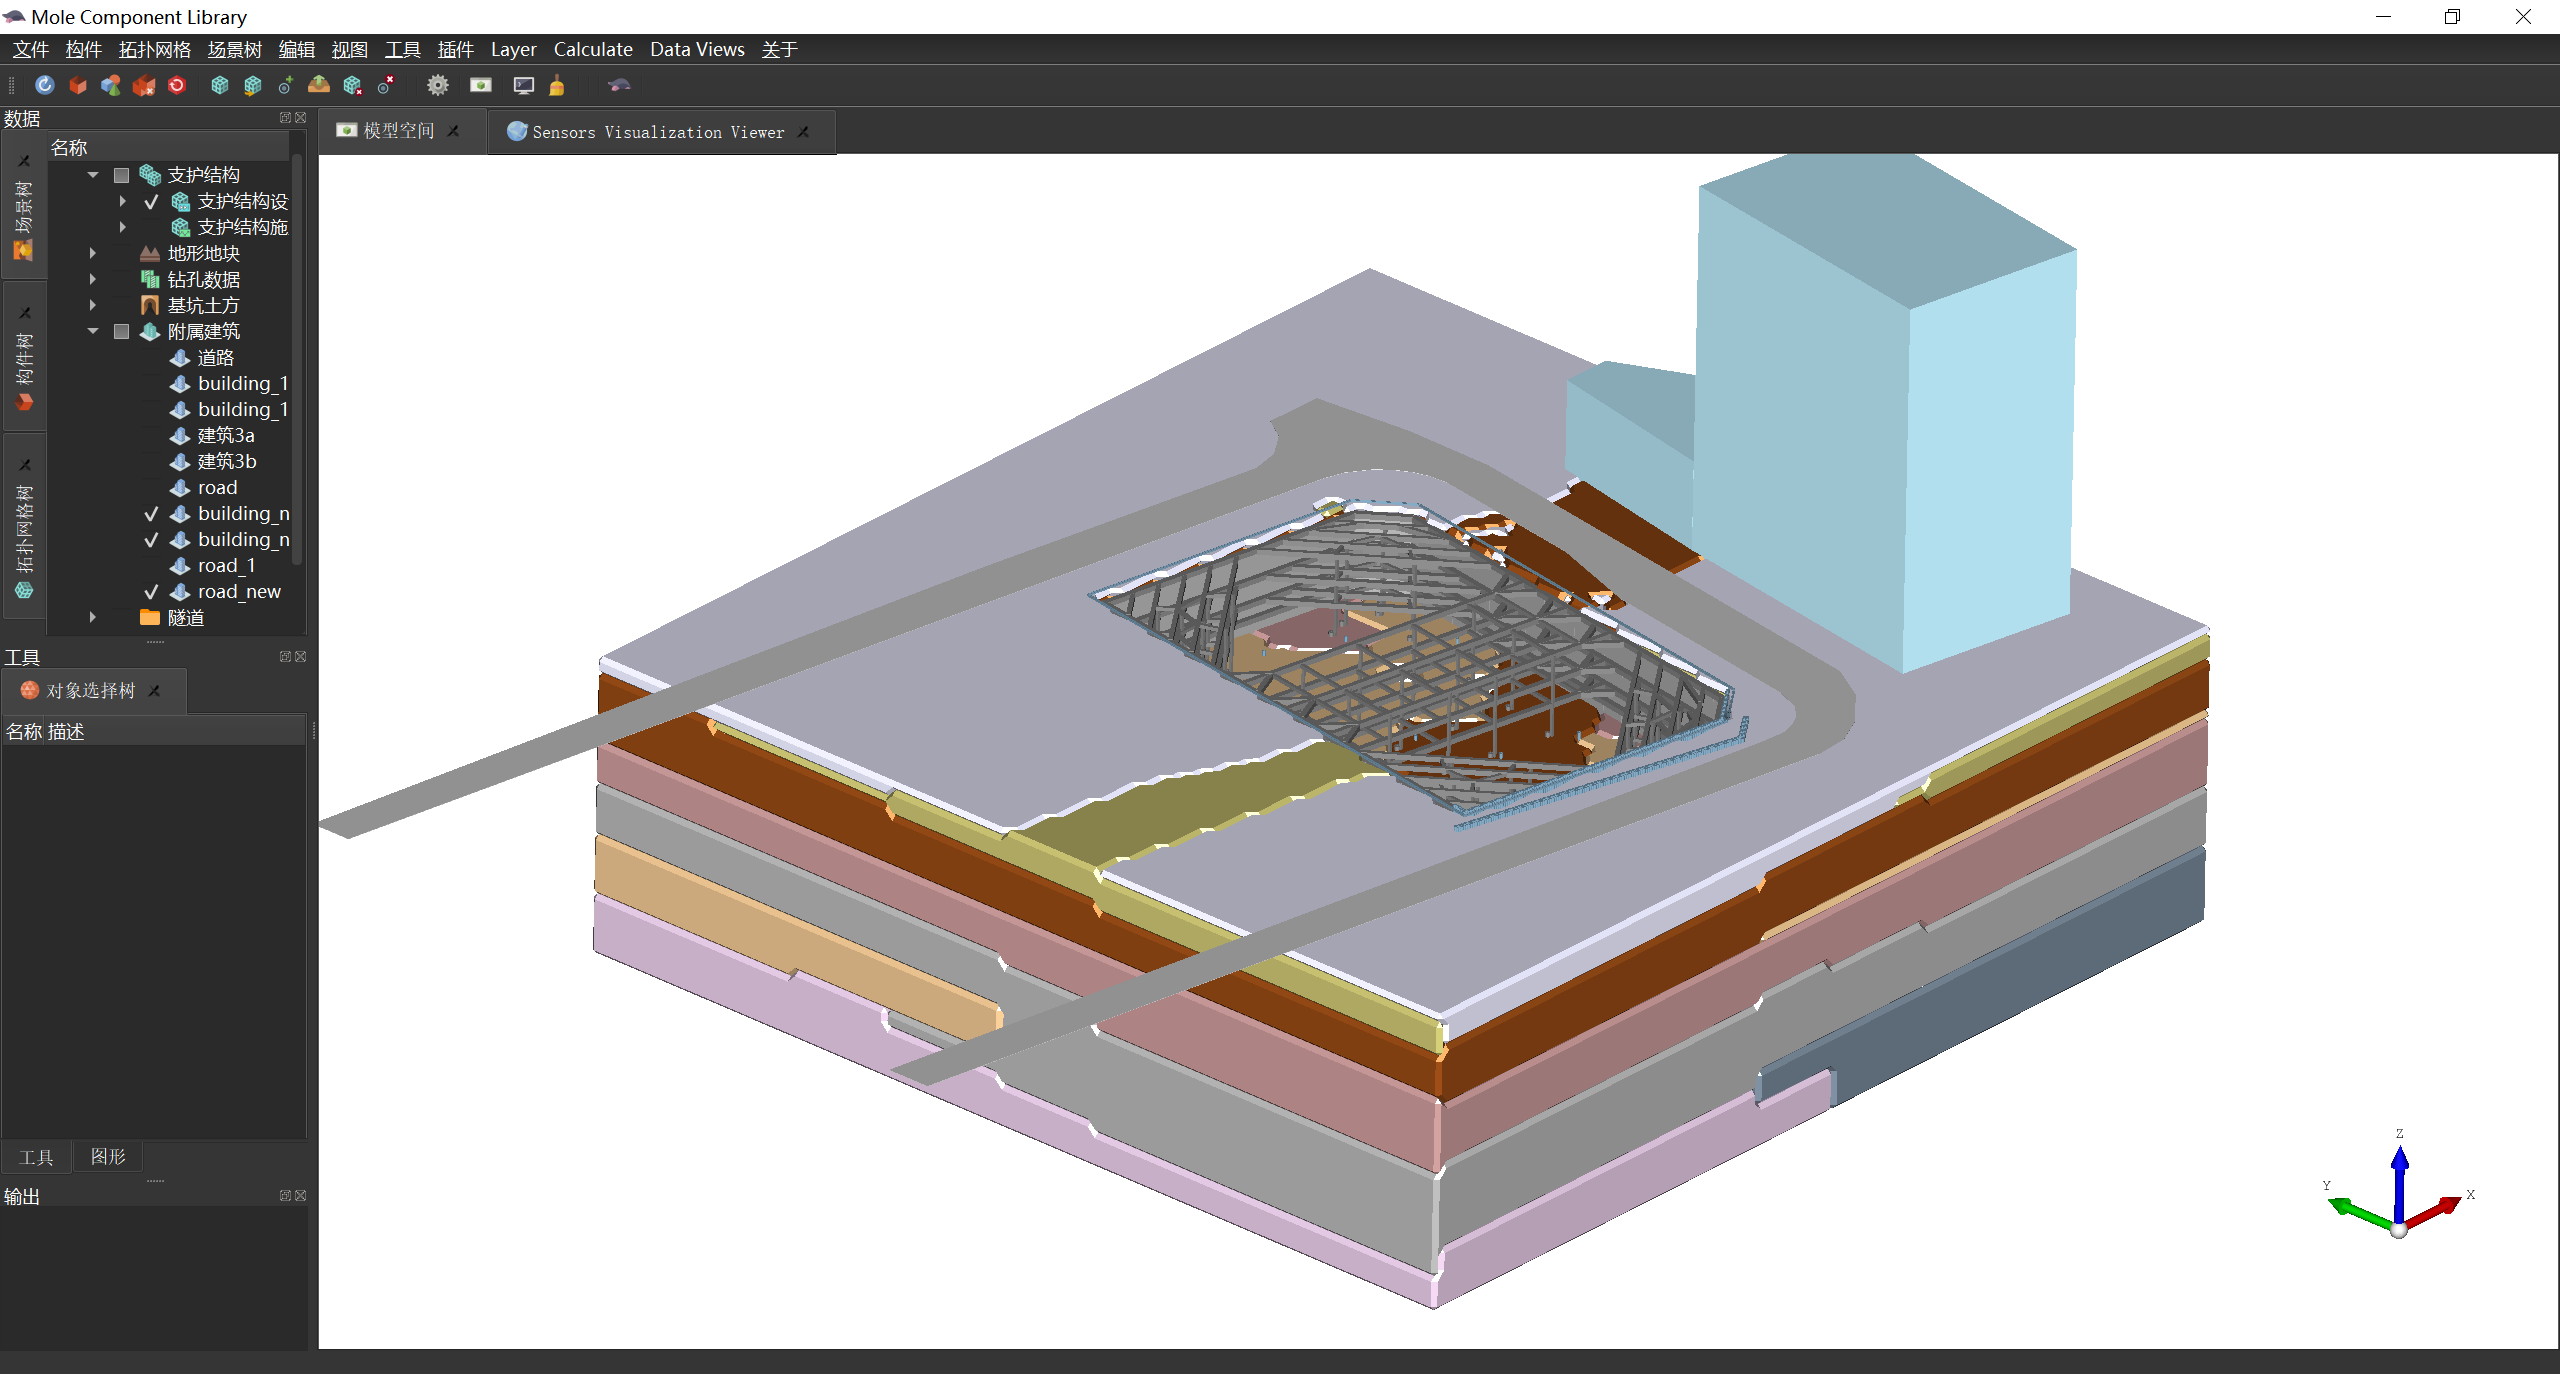 Mole Component Library
文件 构件 拓扑网格 场景树 编辑 视图 工具 插件 Layer Calculate Data Views 关于
数据
模型空间
Sensors Visualization Viewer
场景树
构件树
拓扑网格树
名称
支护结构
支护结构设
支护结构施
地形地块
钻孔数据
基坑土方
附属建筑
道路
building_1
building_1
建筑3a
建筑3b
road
building_n
building_n
road_1
road_new
隧道
工具
对象选择树
名称 描述
工具 图形
输出
Z
Y
X